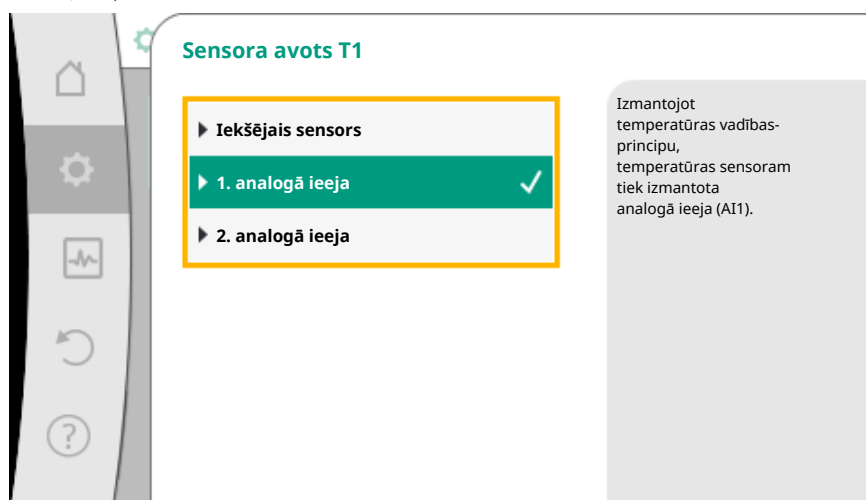 Sensora avots T1
Iekšējais sensors
1. analogā ieeja
2. analogā ieeja
Izmantojot
temperatūras vadības-
principu,
temperatūras sensoram
tiek izmantota
analogā ieeja (AI1).